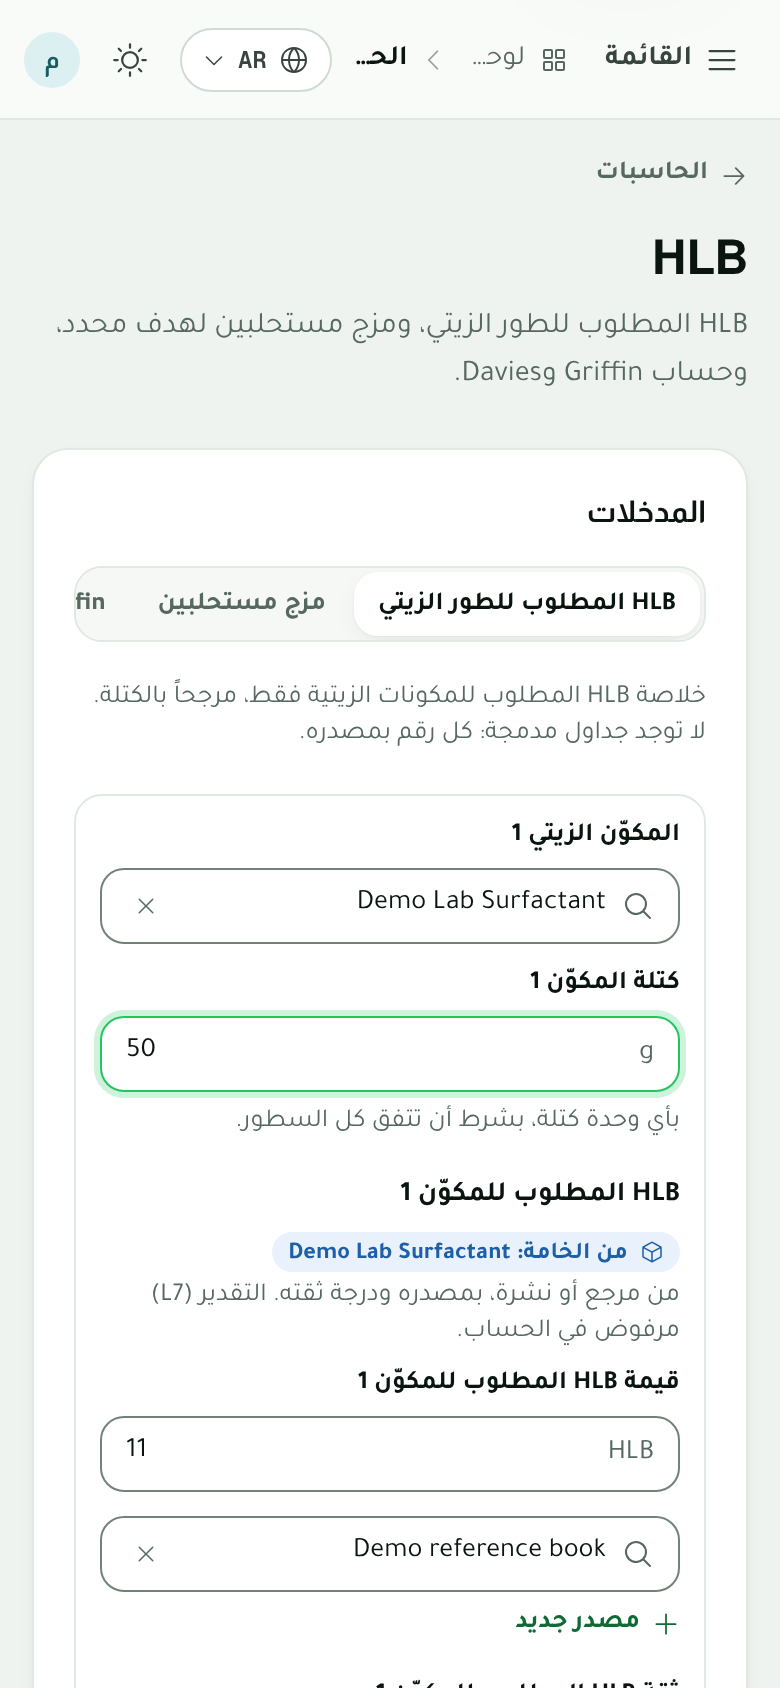 القائمة
لوحـ...
الحـ...
AR
م
الحاسبات
HLB
HLB المطلوب للطور الزيتي، ومزج مستحلبين لهدف محدد،
وحساب Griffin وDavies.
المدخلات
HLB المطلوب للطور الزيتي
مزج مستحلبين
fin
خلاصة HLB المطلوب للمكونات الزيتية فقط، مرجحاً بالكتلة.
لا توجد جداول مدمجة: كل رقم بمصدره.
المكوّن الزيتي 1
Demo Lab Surfactant
كتلة المكوّن 1
50 g
بأي وحدة كتلة، بشرط أن تتفق كل السطور.
HLB المطلوب للمكوّن 1
من الخامة: Demo Lab Surfactant
من مرجع أو نشرة، بمصدره ودرجة ثقته. التقدير (L7)
مرفوض في الحساب.
قيمة HLB المطلوب للمكوّن 1
11 HLB
Demo reference book
مصدر جديد